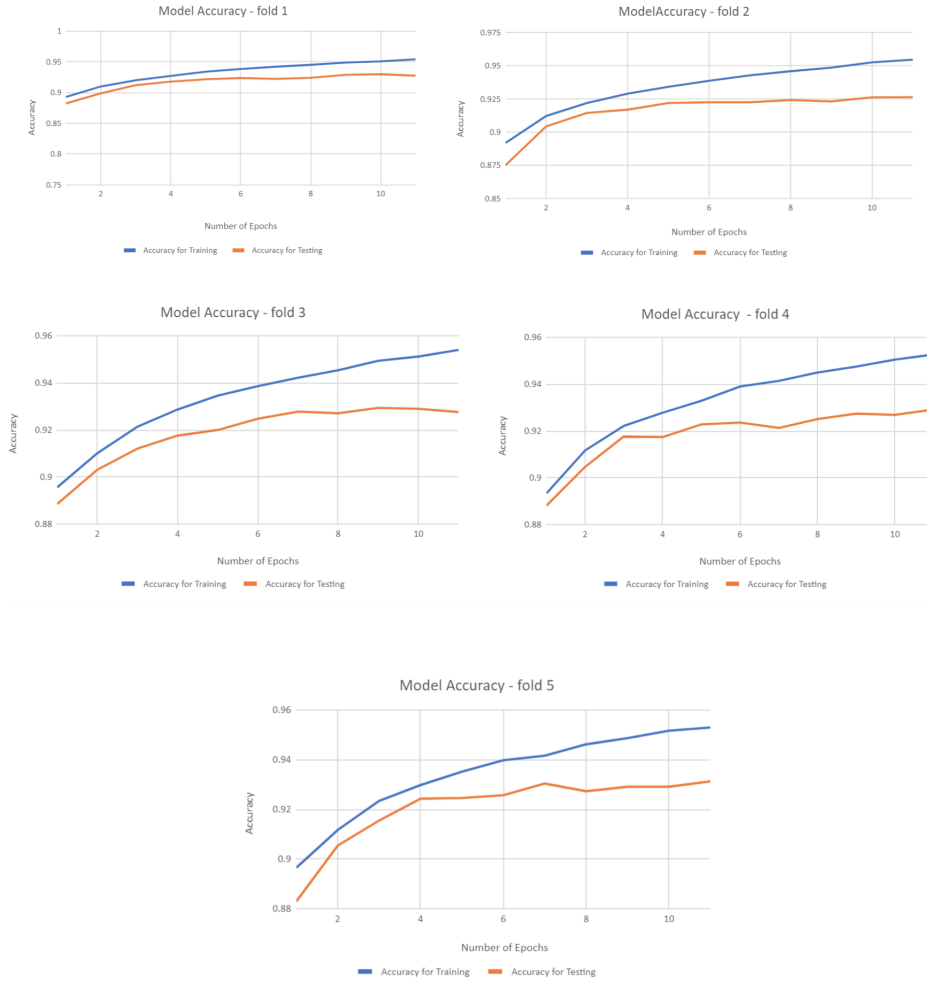 Model Accuracy - fold 1
1
0.95
0.9
0.85
0.8
0.75
Accuracy
2 4 6 8 10
Number of Epochs
Accuracy for Training Accuracy for Testing
ModelAccuracy - fold 2
0.975
0.95
0.925
0.9
0.875
0.85
Accuracy
2 4 6 8 10
Number of Epochs
Accuracy for Training Accuracy for Testing
Model Accuracy - fold 3
0.96
0.94
0.92
0.9
0.88
Accuracy
2 4 6 8 10
Number of Epochs
Accuracy for Training Accuracy for Testing
Model Accuracy - fold 4
0.96
0.94
0.92
0.9
0.88
Accuracy
2 4 6 8 10
Number of Epochs
Accuracy for Training Accuracy for Testing
Model Accuracy - fold 5
0.96
0.94
0.92
0.9
0.88
Accuracy
2 4 6 8 10
Number of Epochs
Accuracy for Training Accuracy for Testing